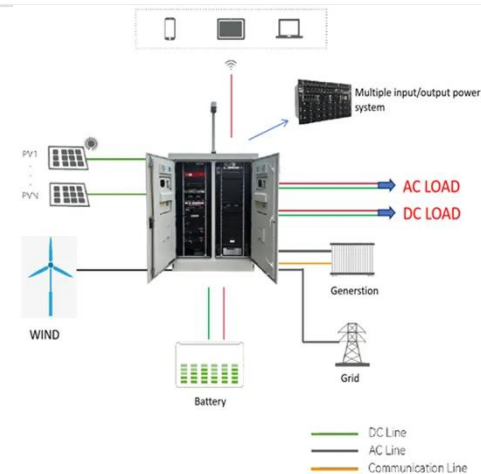 Multiple input/output power
system
PV1
PVN
AC LOAD
DC LOAD
Generstion
WIND
Grid
Battery
DC Line
AC Line
Communication Line